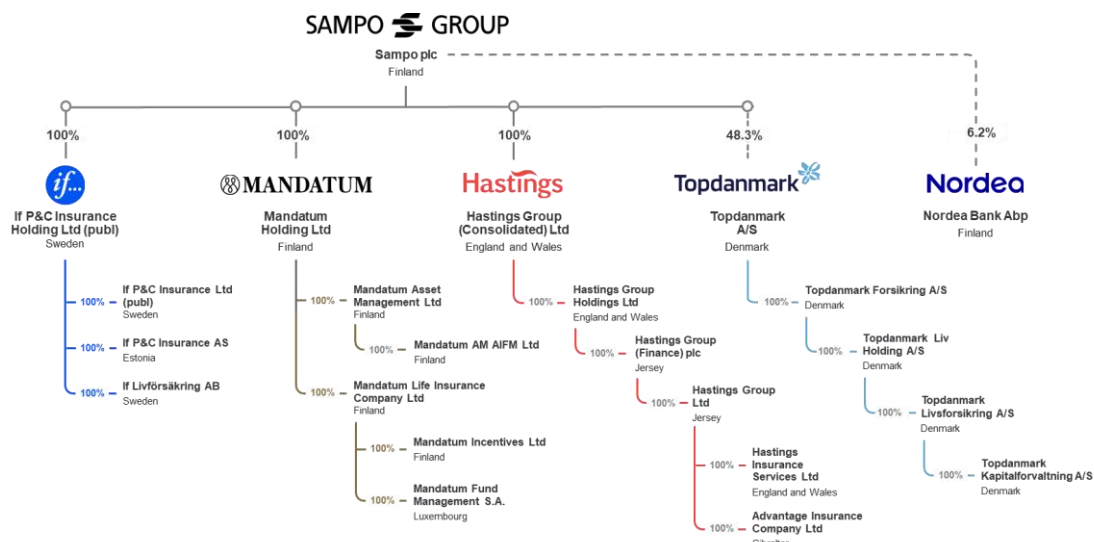 SAMPO GROUP
Sampo plc
Finland
100%
100%
100%
48.3%
6.2%
if...
MANDATUM
Hastings
Topdanmark
Nordea
If P&C Insurance
Holding Ltd (publ)
Sweden
Mandatum
Holding Ltd
Finland
Hastings Group
(Consolidated) Ltd
England and Wales
Topdanmark
A/S
Denmark
Nordea Bank Abp
Finland
100%
If P&C Insurance Ltd
(publ)
Sweden
100%
If P&C Insurance AS
Estonia
100%
If Livförsäkring AB
Sweden
100%
Mandatum Asset
Management Ltd
Finland
100%
Mandatum AM AIFM Ltd
Finland
100%
Mandatum Life Insurance
Company Ltd
Finland
100%
Mandatum Incentives Ltd
Finland
100%
Mandatum Fund
Management S.A.
Luxembourg
100%
Hastings Group
Holdings Ltd
England and Wales
100%
Hastings Group
(Finance) plc
Jersey
100%
Hastings Group
Ltd
Jersey
100%
Hastings
Insurance
Services Ltd
England and Wales
100%
Advantage Insurance
Company Ltd
100%
Topdanmark Forsikring A/S
Denmark
100%
Topdanmark Liv
Holding A/S
Denmark
100%
Topdanmark
Livsforsikring A/S
Denmark
100%
Topdanmark
Kapitalforvaltning A/S
Denmark